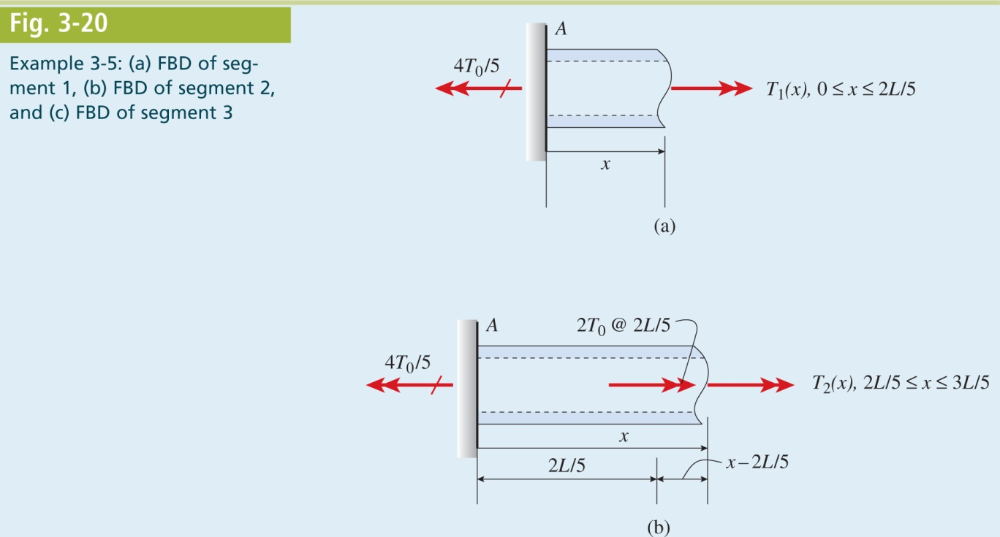 Fig. 3-20
Example 3-5: (a) FBD of seg-
ment 1, (b) FBD of segment 2,
and (c) FBD of segment 3
A
4T₀/5
T₁(x), 0 ≤ x ≤ 2L/5
x
(a)
A
2T₀ @ 2L/5
4T₀/5
T₂(x), 2L/5 ≤ x ≤ 3L/5
x
2L/5
x – 2L/5
(b)